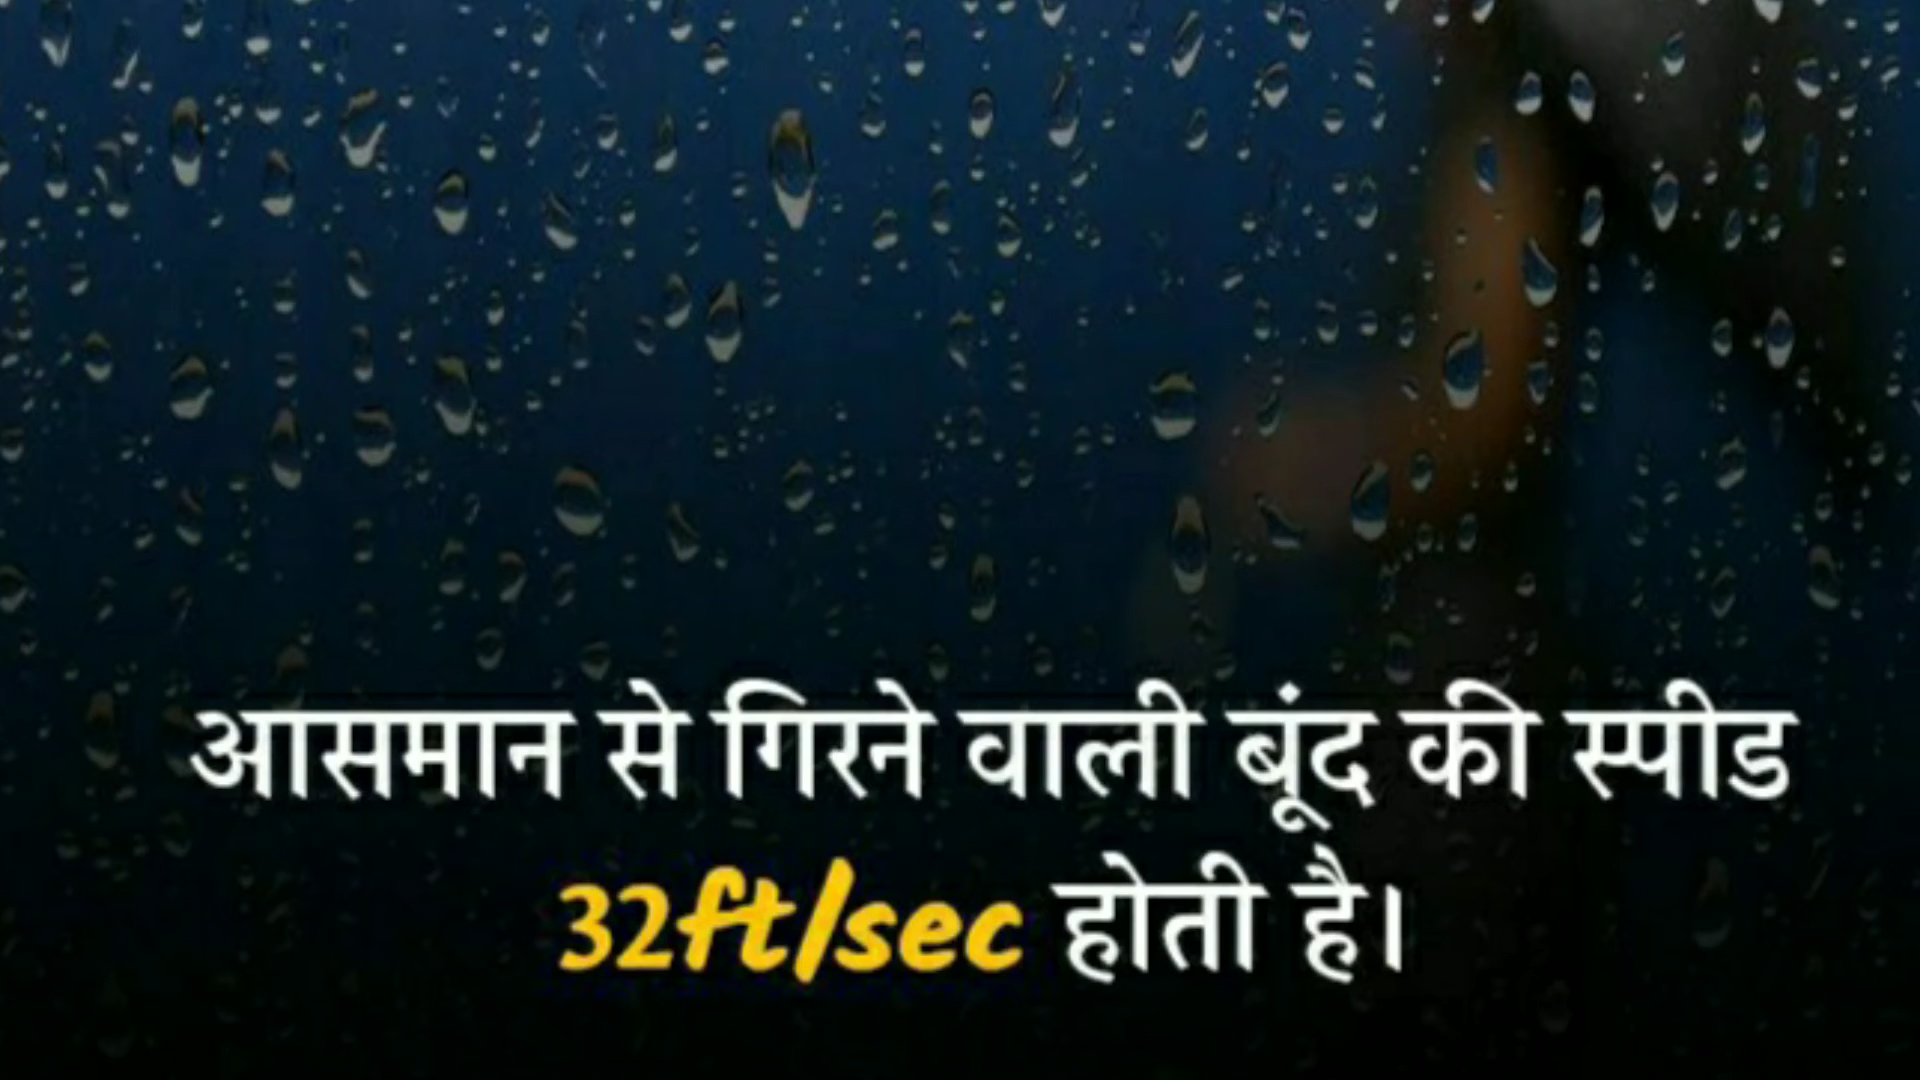 आसमान से गिरने वाली बूंद की स्पीड
32ft/sec होती है।